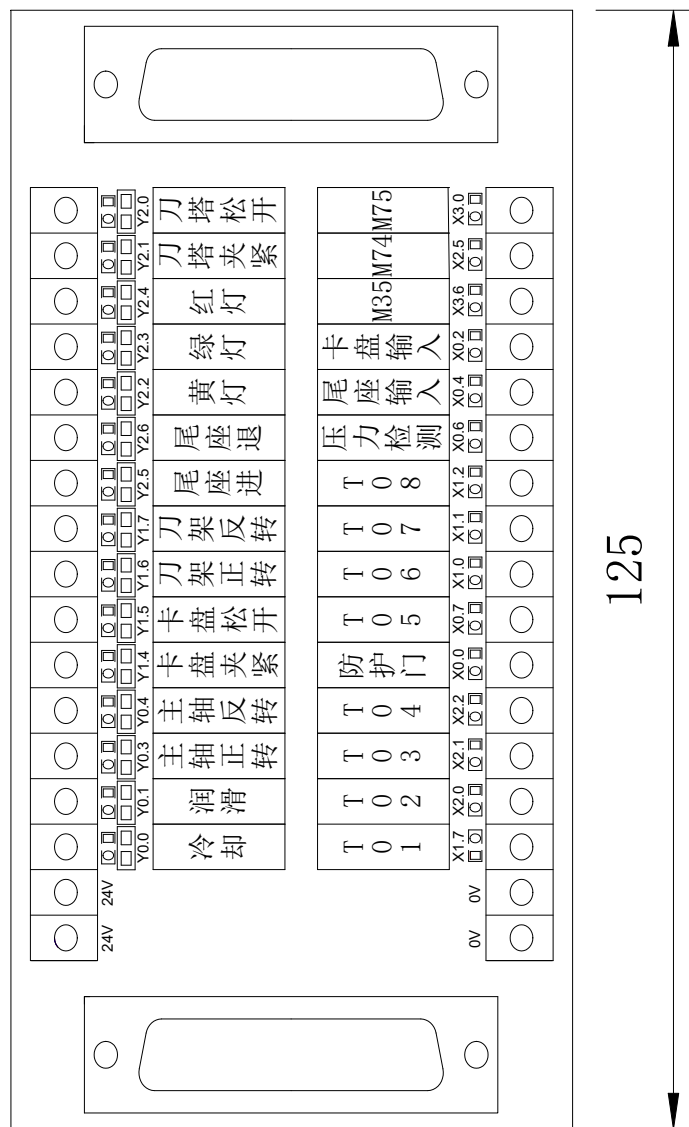 Y2.0 刀塔松开 M75 X3.0
Y2.1 刀塔夹紧 M74 X2.5
Y2.4 红灯 M35 X3.6
Y2.3 绿灯 卡盘输入 X0.2
Y2.2 黄灯 尾座输入 X0.4
Y2.6 尾座退 压力检测 X0.6
Y2.5 尾座进 T08 X1.2
Y1.7 刀架反转 T07 X1.1
Y1.6 刀架正转 T06 X1.0
Y1.5 卡盘松开 T05 X0.7
Y1.4 卡盘夹紧 防护门 X0.0
Y0.4 主轴反转 T04 X2.2
Y0.3 主轴正转 T03 X2.1
Y0.1 润滑 T02 X2.0
Y0.0 冷却 T01 X1.7
24V 0V
24V 0V
125